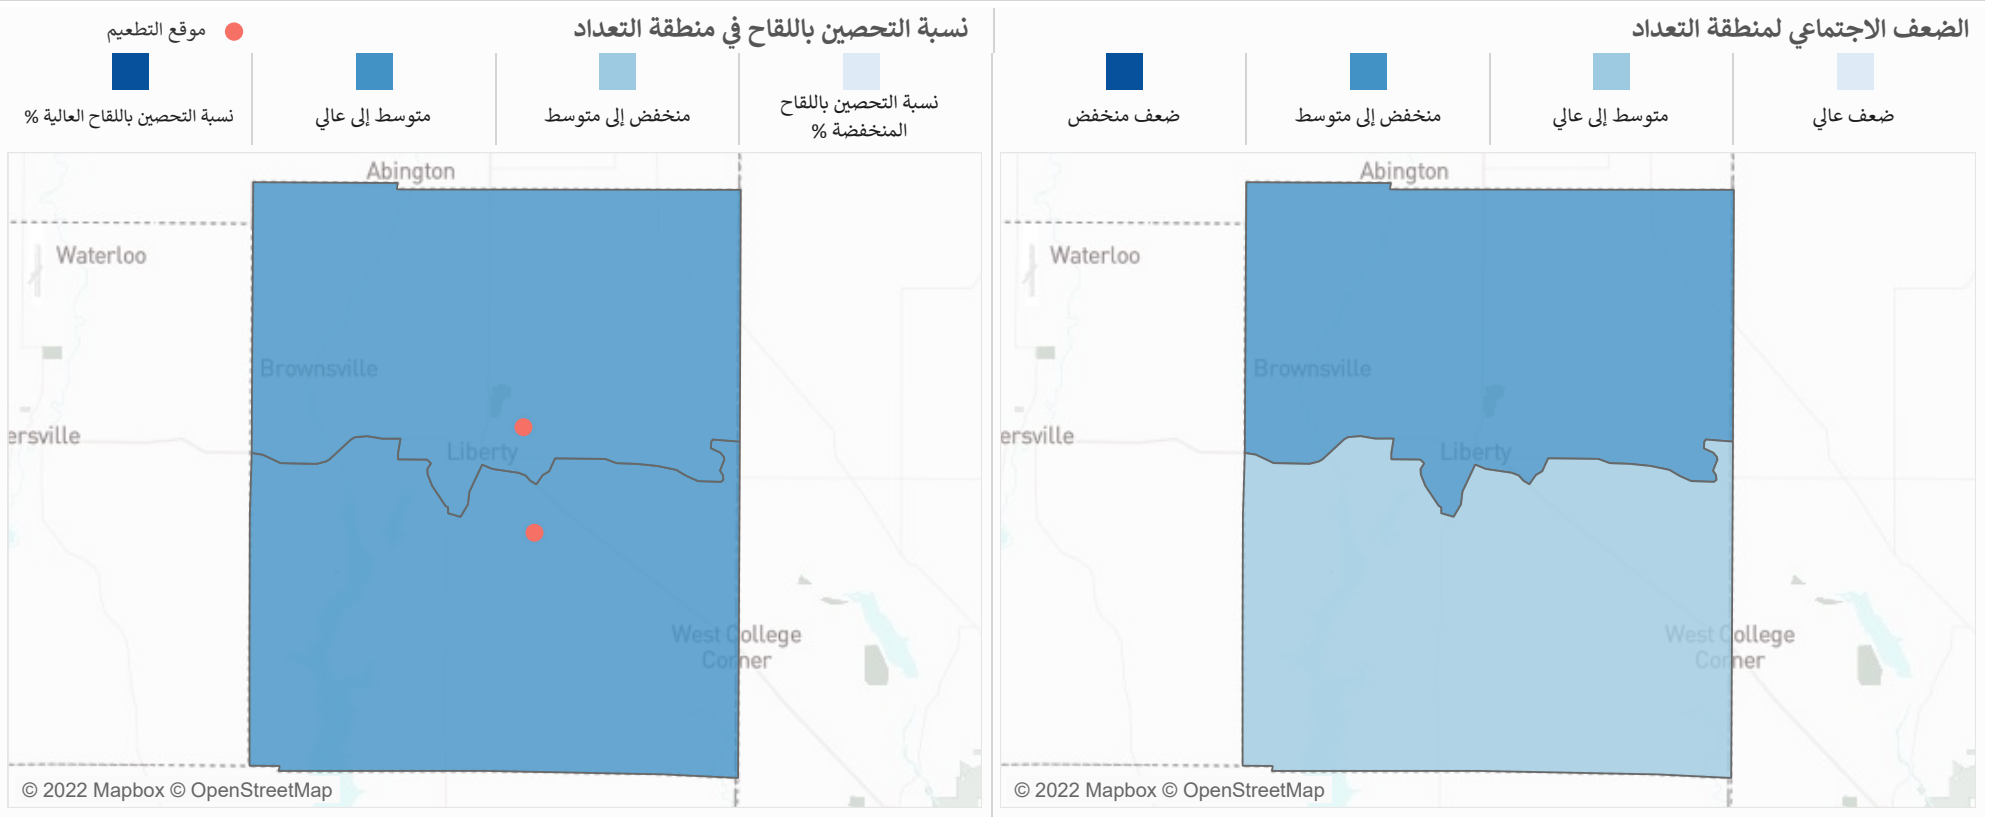 الضعف الاجتماعي لمنطقة التعداد
ضعف عالي
متوسط إلى عالي
منخفض إلى متوسط
ضعف منخفض
Abington
Waterloo
Brownsville
ersville
Liberty
West College
Corner
© 2022 Mapbox © OpenStreetMap
نسبة التحصين باللقاح في منطقة التعداد
موقع التطعيم
نسبة التحصين باللقاح
المنخفضة %
منخفض إلى متوسط
متوسط إلى عالي
نسبة التحصين باللقاح العالية %
Abington
Waterloo
Brownsville
ersville
Liberty
West College
Corner
© 2022 Mapbox © OpenStreetMap